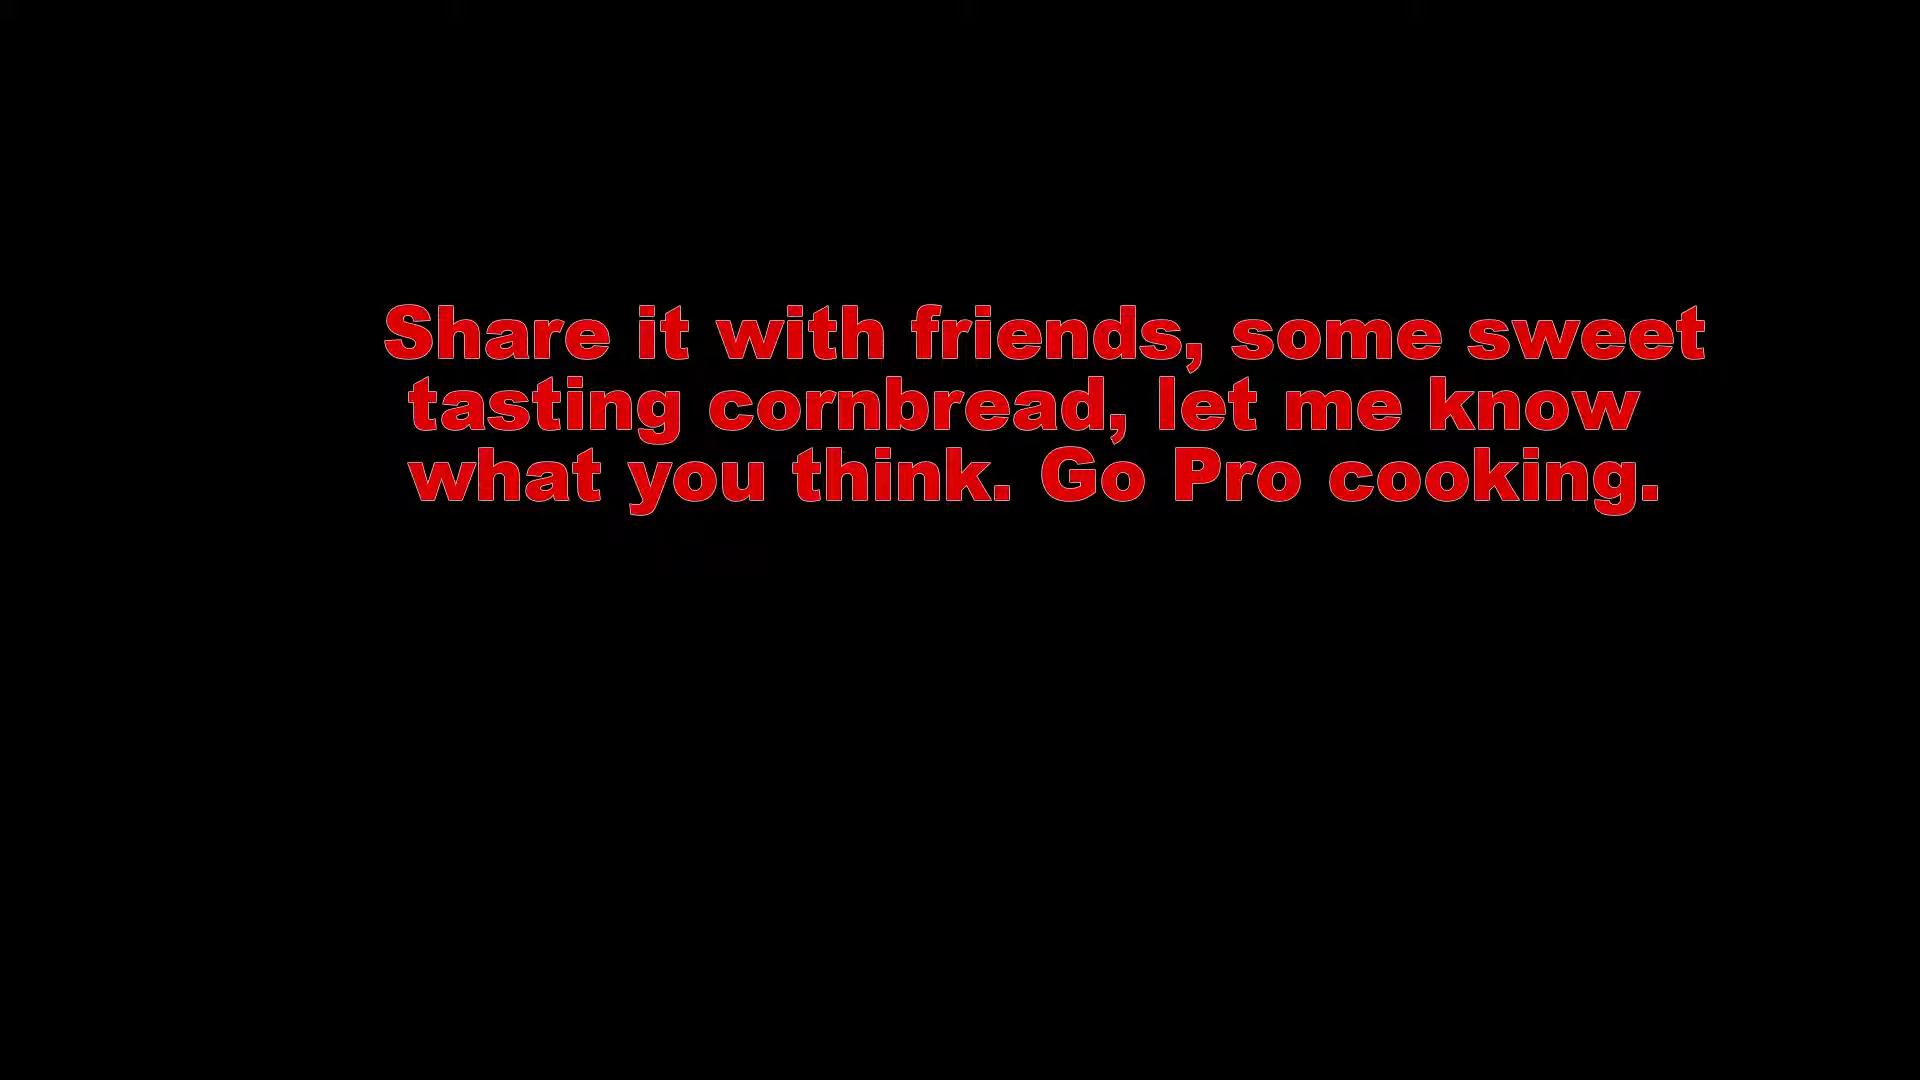 Share it with friends, some sweet
tasting cornbread, let me know
what you think. Go Pro cooking.